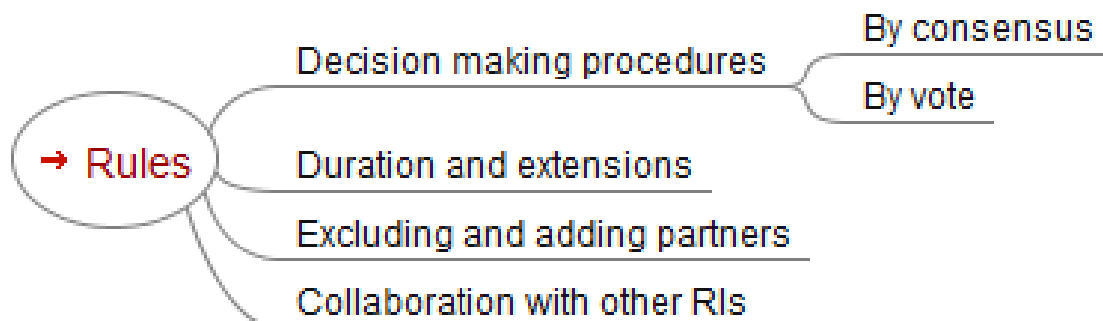 → Rules
Decision making procedures
By consensus
By vote
Duration and extensions
Excluding and adding partners
Collaboration with other RIs